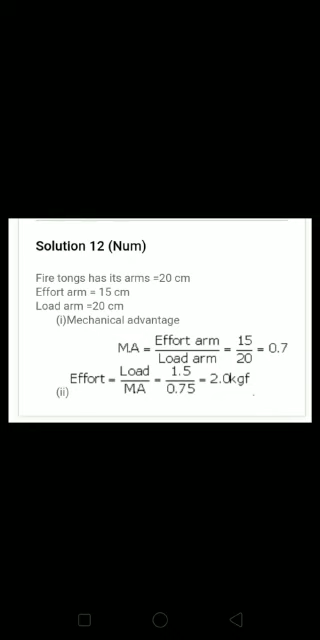 Solution 12 (Num)
Fire tongs has its arms =20 cm
Effort arm = 15 cm
Load arm =20 cm
(i)Mechanical advantage
M.A = Effort arm / Load arm = 15 / 20 = 0.7
(ii) Effort = Load / MA = 1.5 / 0.75 = 2.0kgf